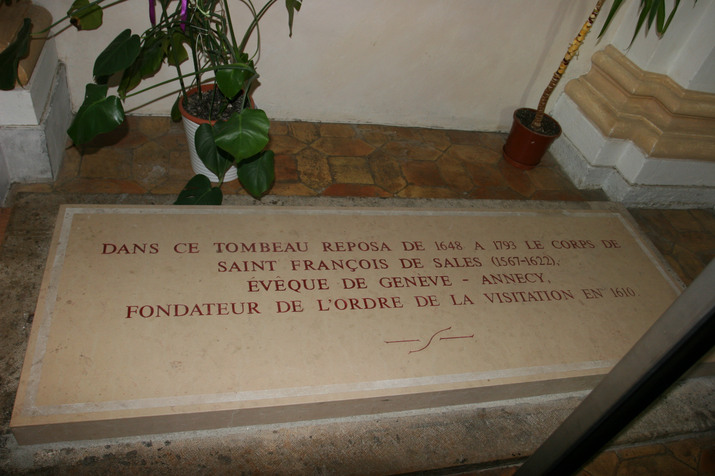 DANS CE TOMBEAU REPOSA DE 1648 A 1793 LE CORPS DE
SAINT FRANÇOIS DE SALES (1567-1622),
ÉVÊQUE DE GENÈVE - ANNECY,
FONDATEUR DE L'ORDRE DE LA VISITATION EN 1610.